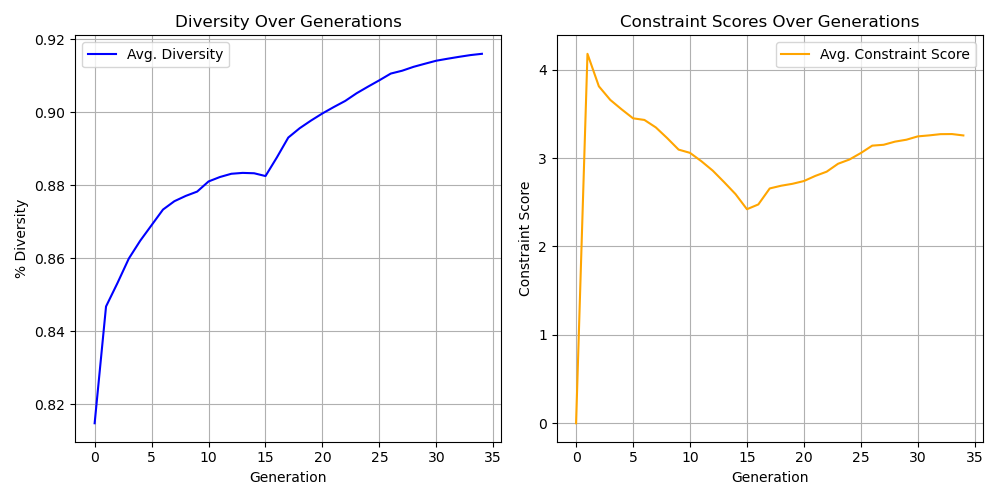 Diversity Over Generations
Avg. Diversity
% Diversity
0.92
0.90
0.88
0.86
0.84
0.82
0 5 10 15 20 25 30 35
Generation
Constraint Scores Over Generations
Avg. Constraint Score
Constraint Score
4
3
2
1
0
0 5 10 15 20 25 30 35
Generation